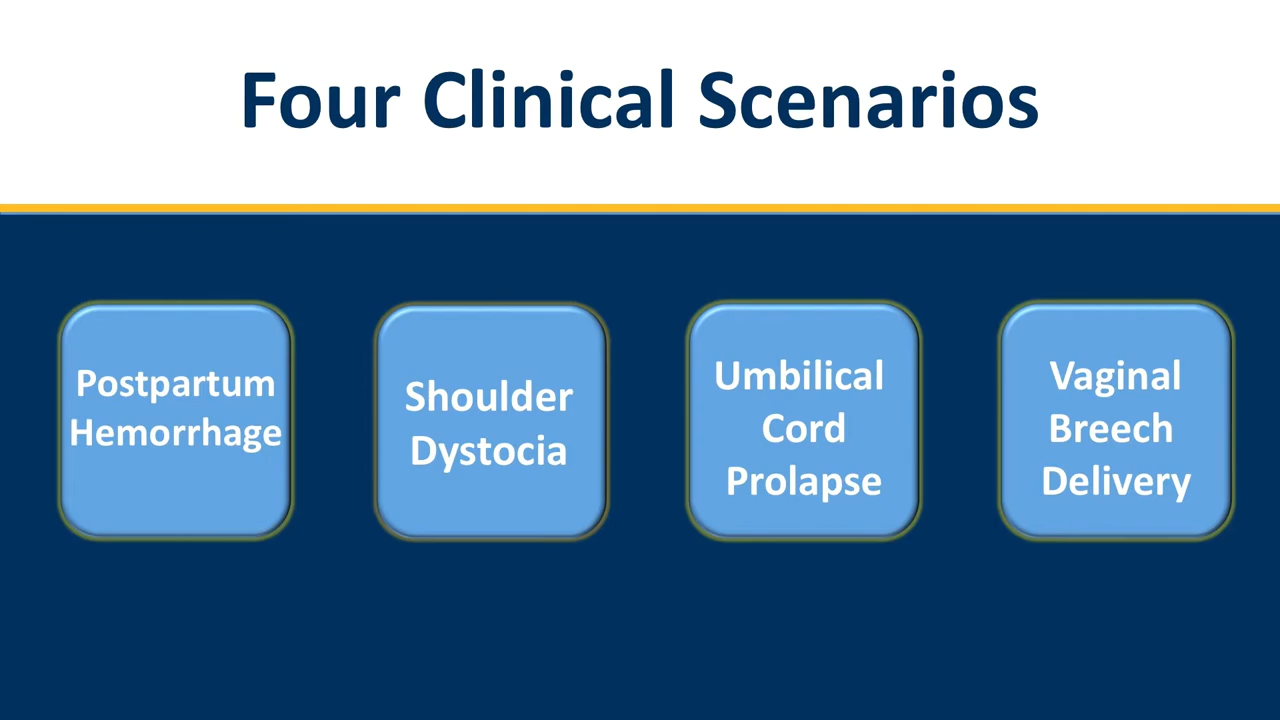 Four Clinical Scenarios
Postpartum
Hemorrhage
Shoulder
Dystocia
Umbilical
Cord
Prolapse
Vaginal
Breech
Delivery